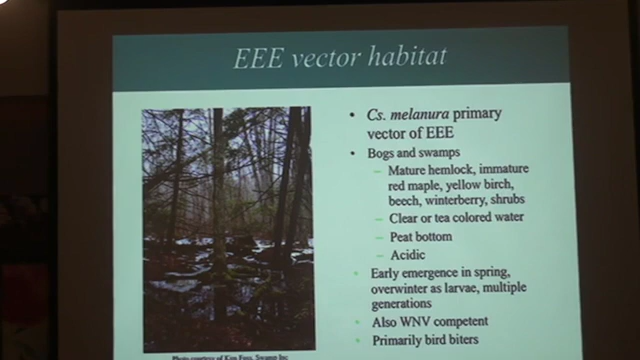 EEE vector habitat
• Cs. melanura primary
vector of EEE
• Bogs and swamps
– Mature hemlock, immature
red maple, yellow birch,
beech, winterberry, shrubs
– Clear or tea colored water
– Peat bottom
– Acidic
• Early emergence in spring,
overwinter as larvae, multiple
generations
• Also WNV competent
• Primarily bird biters
Photo courtesy of Kim Foss, Swamp Inc